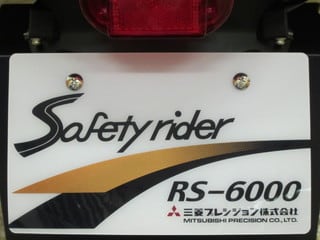 Safety rider
RS-6000
三菱プレシジョン株式会社
MITSUBISHI PRECISION CO., LTD.